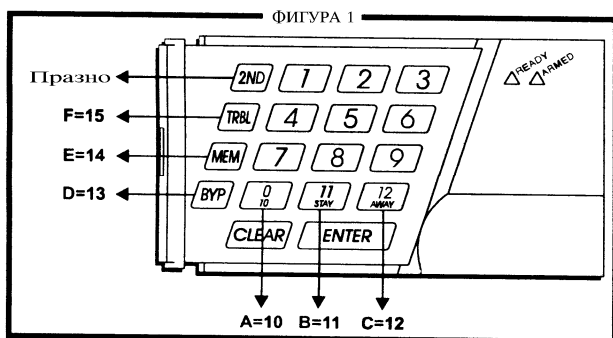 ФИГУРА 1
READY
ARMED
Празно 2ND 1 2 3
F=15 TRBL 4 5 6
E=14 MEM 7 8 9
D=13 BYP 0 11 12
10 STAY AWAY
CLEAR ENTER
A=10 B=11 C=12